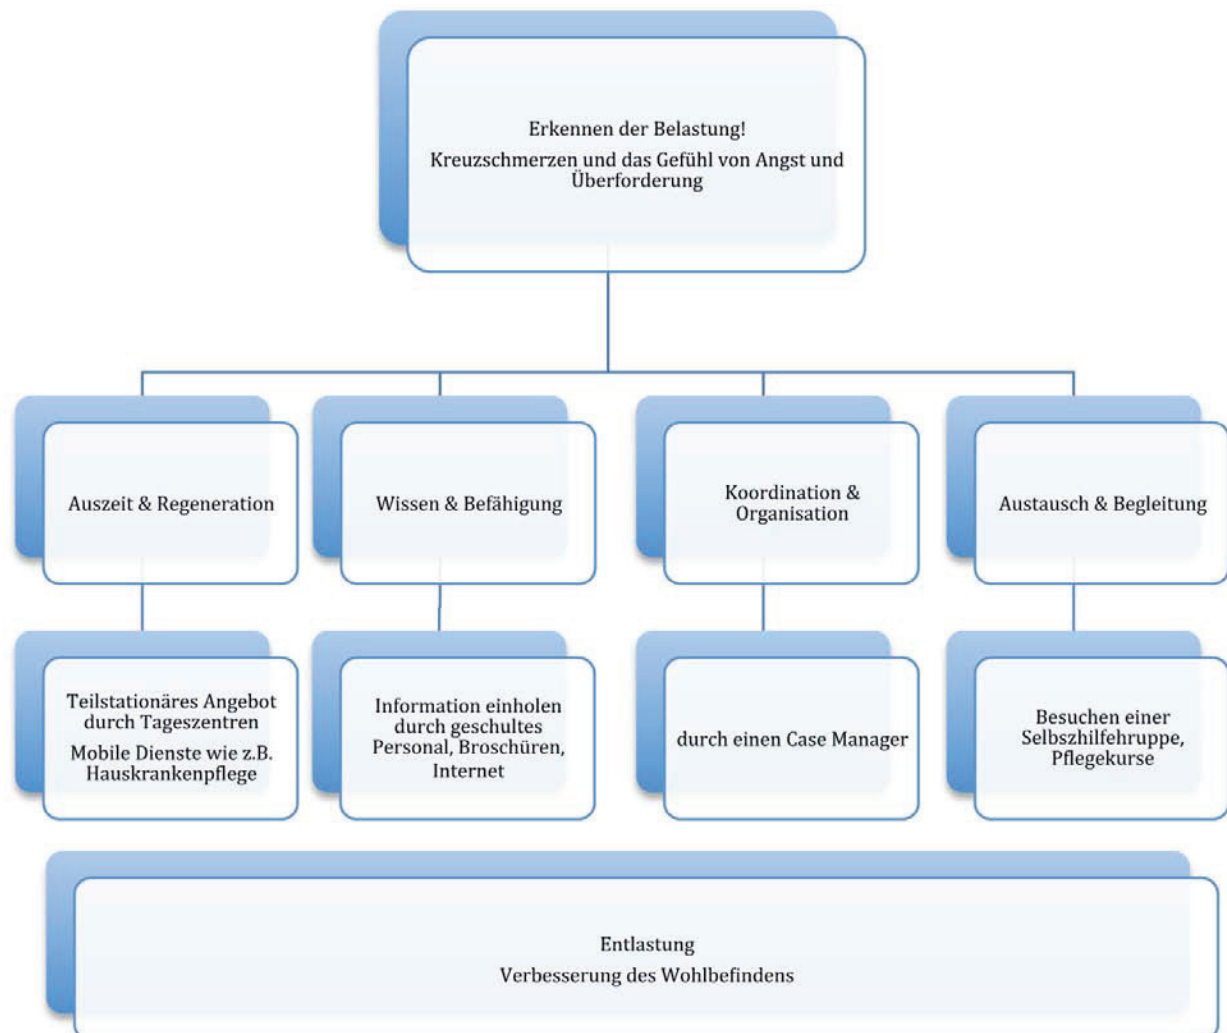 Erkennen der Belastung!
Kreuzschmerzen und das Gefühl von Angst und
Überforderung
Auszeit & Regeneration
Wissen & Befähigung
Koordination &
Organisation
Austausch & Begleitung
Teilstationäres Angebot
durch Tageszentren
Mobile Dienste wie z.B.
Hauskrankenpflege
Information einholen
durch geschultes
Personal, Broschüren,
Internet
durch einen Case Manager
Besuchen einer
Selbszhilfehruppe,
Pflegekurse
Entlastung
Verbesserung des Wohlbefindens